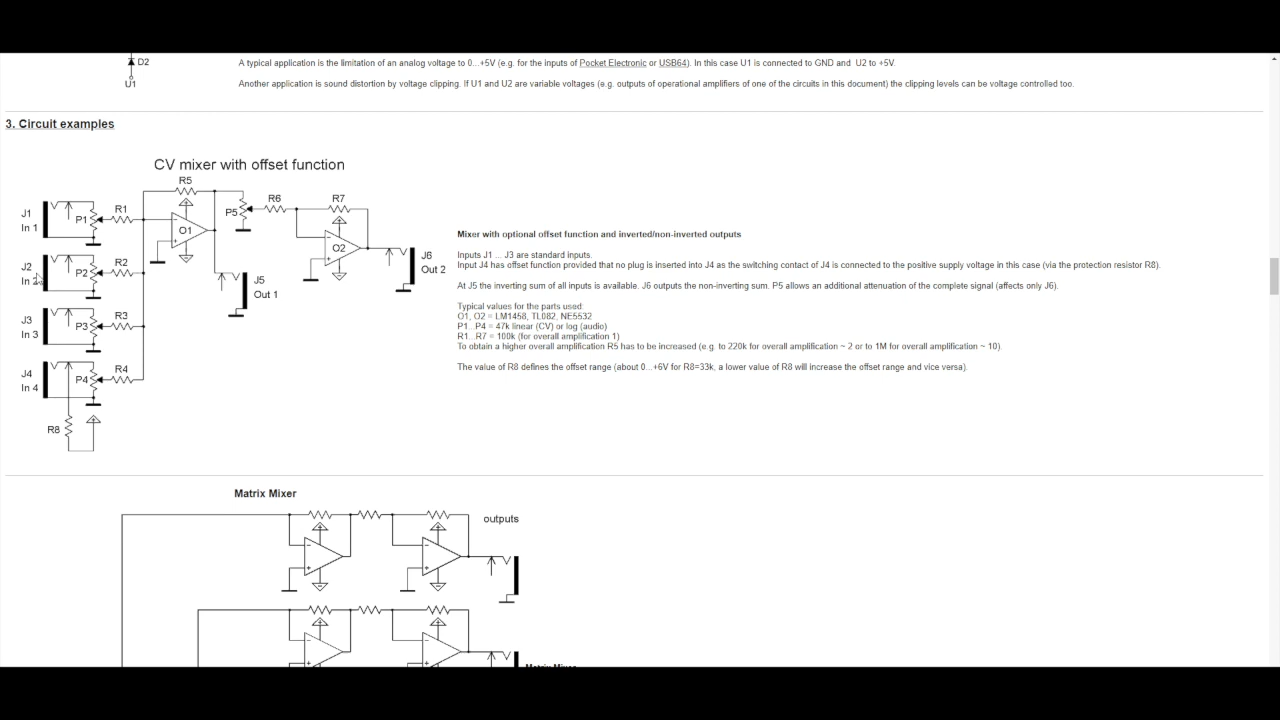 D2
U1
A typical application is the limitation of an analog voltage to 0...+5V (e.g. for the inputs of Pocket Electronic or USB64). In this case U1 is connected to GND and U2 to +5V.
Another application is sound distortion by voltage clipping. If U1 and U2 are variable voltages (e.g. outputs of operational amplifiers of one of the circuits in this document) the clipping levels can be voltage controlled too.
3. Circuit examples
CV mixer with offset function
R5
R6
R7
J1
In 1
P1
R1
O1
P5
O2
J6
Out 2
J2
In 2
P2
R2
J5
Out 1
J3
In 3
P3
R3
J4
In 4
P4
R4
R8
Mixer with optional offset function and inverted/non-inverted outputs
Inputs J1 ... J3 are standard inputs.
Input J4 has offset function provided that no plug is inserted into J4 as the switching contact of J4 is connected to the positive supply voltage in this case (via the protection resistor R8).
At J5 the inverting sum of all inputs is available. J6 outputs the non-inverting sum. P5 allows an additional attenuation of the complete signal (affects only J6).
Typical values for the parts used:
O1, O2 = LM1458, TL082, NE5532
P1...P4 = 47k linear (CV) or log (audio)
R1...R7 = 100k (for overall amplification 1)
To obtain a higher overall amplification R5 has to be increased (e.g. to 220k for overall amplification ~ 2 or to 1M for overall amplification ~ 10).
The value of R8 defines the offset range (about 0...+6V for R8=33k, a lower value of R8 will increase the offset range and vice versa).
Matrix Mixer
outputs
Matrix Mixer